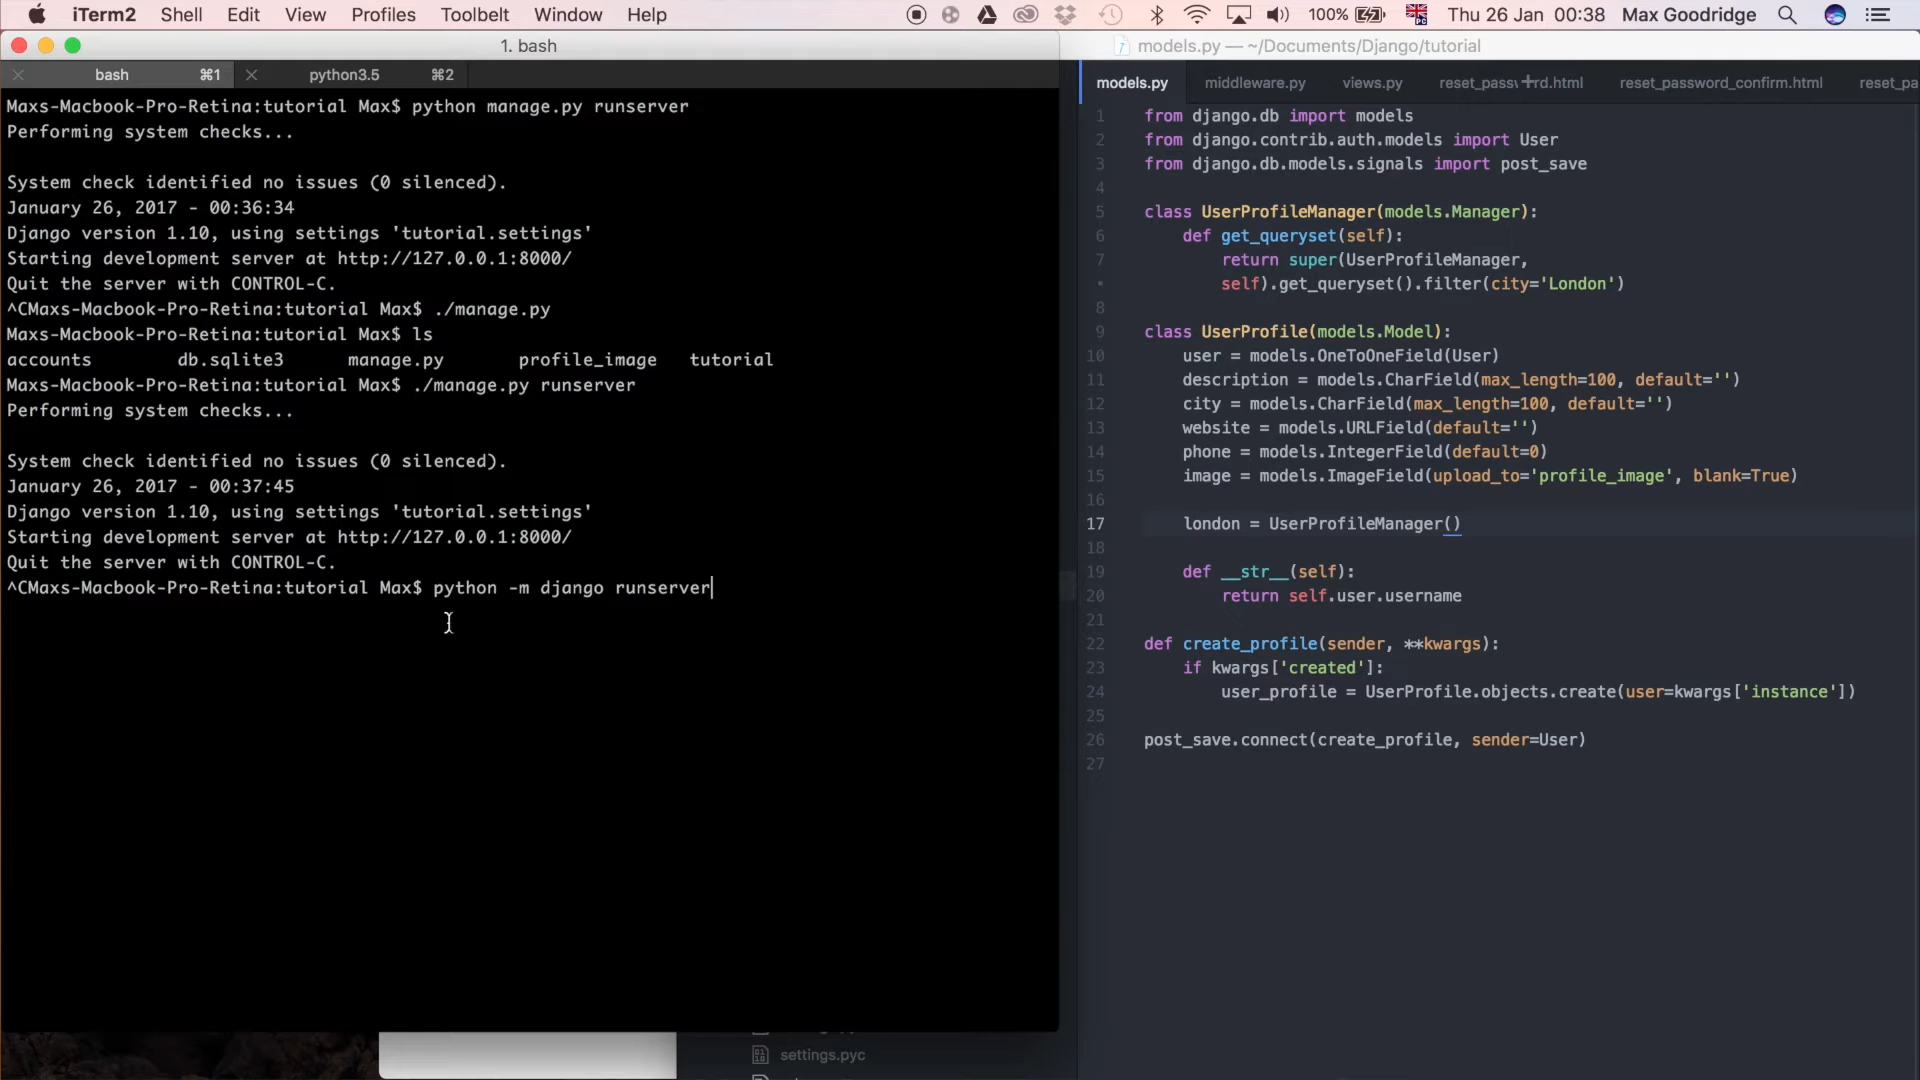 iTerm2 Shell Edit View Profiles Toolbelt Window Help 100% Thu 26 Jan 00:38 Max Goodridge
1. bash
bash ⌘1 python3.5 ⌘2
Maxs-Macbook-Pro-Retina:tutorial Max$ python manage.py runserver
Performing system checks...
System check identified no issues (0 silenced).
January 26, 2017 - 00:36:34
Django version 1.10, using settings 'tutorial.settings'
Starting development server at http://127.0.0.1:8000/
Quit the server with CONTROL-C.
^CMaxs-Macbook-Pro-Retina:tutorial Max$ ./manage.py
Maxs-Macbook-Pro-Retina:tutorial Max$ ls
accounts db.sqlite3 manage.py profile_image tutorial
Maxs-Macbook-Pro-Retina:tutorial Max$ ./manage.py runserver
Performing system checks...
System check identified no issues (0 silenced).
January 26, 2017 - 00:37:45
Django version 1.10, using settings 'tutorial.settings'
Starting development server at http://127.0.0.1:8000/
Quit the server with CONTROL-C.
^CMaxs-Macbook-Pro-Retina:tutorial Max$ python -m django runserver
models.py — ~/Documents/Django/tutorial
models.py middleware.py views.py reset_password.html reset_password_confirm.html reset_pa
1 from django.db import models
2 from django.contrib.auth.models import User
3 from django.db.models.signals import post_save
4
5 class UserProfileManager(models.Manager):
6 def get_queryset(self):
7 return super(UserProfileManager,
• self).get_queryset().filter(city='London')
8
9 class UserProfile(models.Model):
10 user = models.OneToOneField(User)
11 description = models.CharField(max_length=100, default='')
12 city = models.CharField(max_length=100, default='')
13 website = models.URLField(default='')
14 phone = models.IntegerField(default=0)
15 image = models.ImageField(upload_to='profile_image', blank=True)
16
17 london = UserProfileManager()
18
19 def __str__(self):
20 return self.user.username
21
22 def create_profile(sender, **kwargs):
23 if kwargs['created']:
24 user_profile = UserProfile.objects.create(user=kwargs['instance'])
25
26 post_save.connect(create_profile, sender=User)
27
settings.pyc